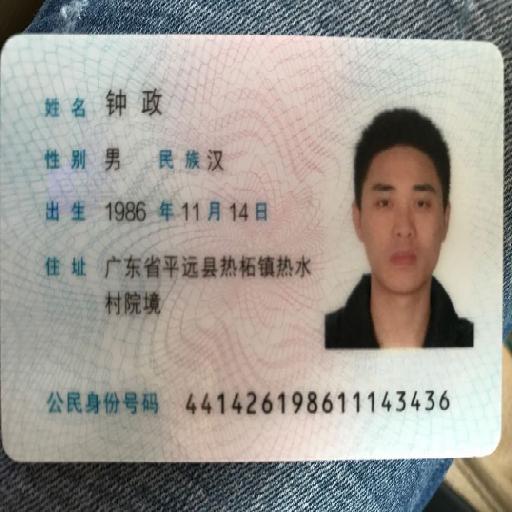 姓名 钟政
性别 男 民族 汉
出生 1986 年 11 月 14 日
住址 广东省平远县热柘镇热水
村院境
公民身份号码 441426198611143436